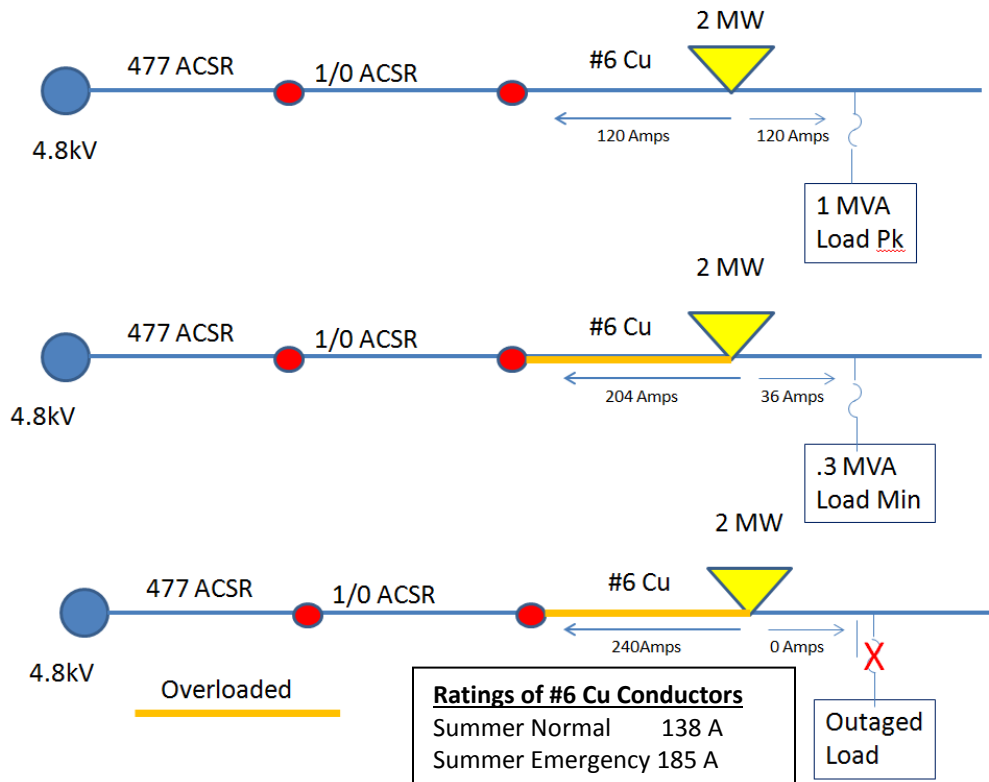 2 MW
477 ACSR
1/0 ACSR
#6 Cu
120 Amps
120 Amps
4.8kV
1 MVA
Load Pk
2 MW
477 ACSR
1/0 ACSR
#6 Cu
204 Amps
36 Amps
4.8kV
.3 MVA
Load Min
2 MW
477 ACSR
1/0 ACSR
#6 Cu
240Amps
0 Amps
4.8kV
X
Overloaded
Ratings of #6 Cu Conductors
Summer Normal 138 A
Summer Emergency 185 A
Outaged
Load